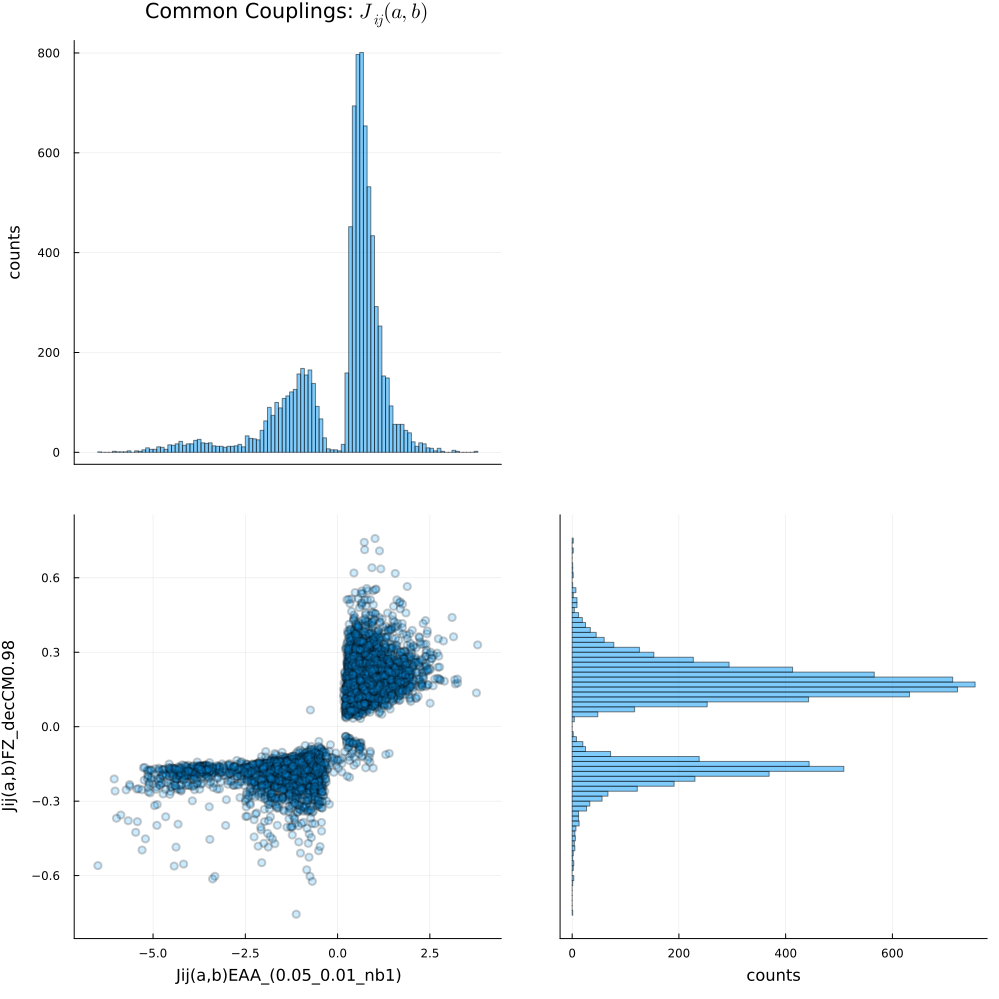 Common Couplings: J_{ij}(a, b)
800
600
400
200
0
counts
0.6
0.3
0.0
−0.3
−0.6
Jij(a,b)FZ_decCM0.98
−5.0 −2.5 0.0 2.5
Jij(a,b)EAA_(0.05_0.01_nb1)
0 200 400 600
counts